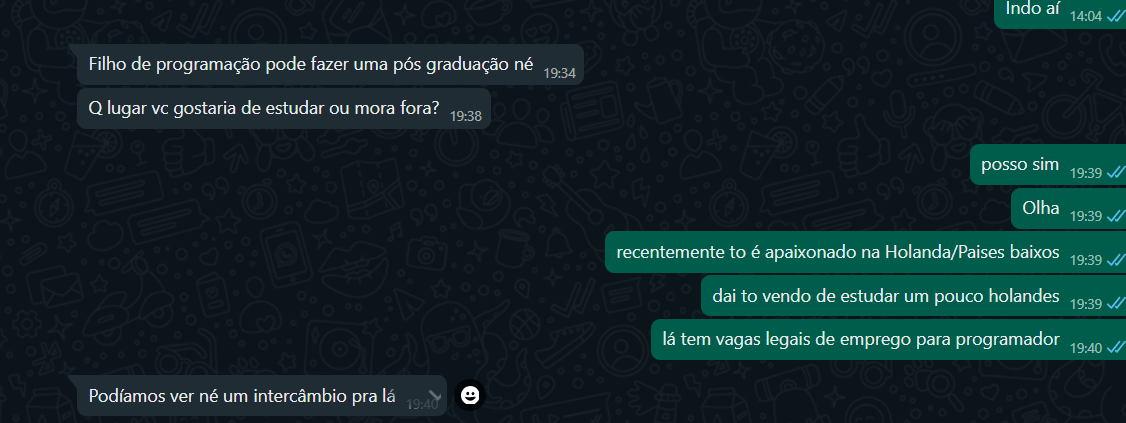 Indo aí 14:04
Filho de programação pode fazer uma pós graduação né 19:34
Q lugar vc gostaria de estudar ou mora fora? 19:38
posso sim 19:39
Olha 19:39
recentemente to é apaixonado na Holanda/Paises baixos 19:39
dai to vendo de estudar um pouco holandes 19:39
lá tem vagas legais de emprego para programador 19:40
Podíamos ver né um intercâmbio pra lá 19:40